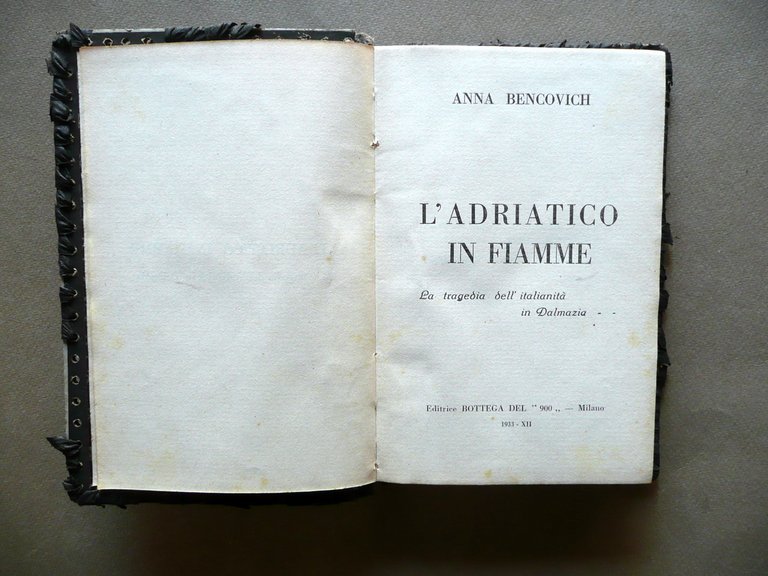 ANNA BENCOVICH
L'ADRIATICO
IN FIAMME
La tragedia dell'italianità
in Dalmazia - -
Editrice BOTTEGA DEL " 900 „ — Milano
1933 - XII